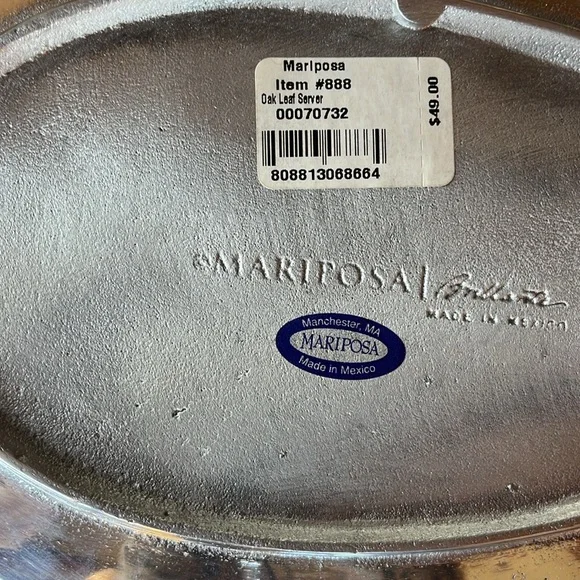 Mariposa
Item #888
Oak Leaf Server
00070732
808813068664
$49.00
©MARIPOSA | Brillante
MADE IN MEXICO
Manchester, MA
MARIPOSA
Made in Mexico